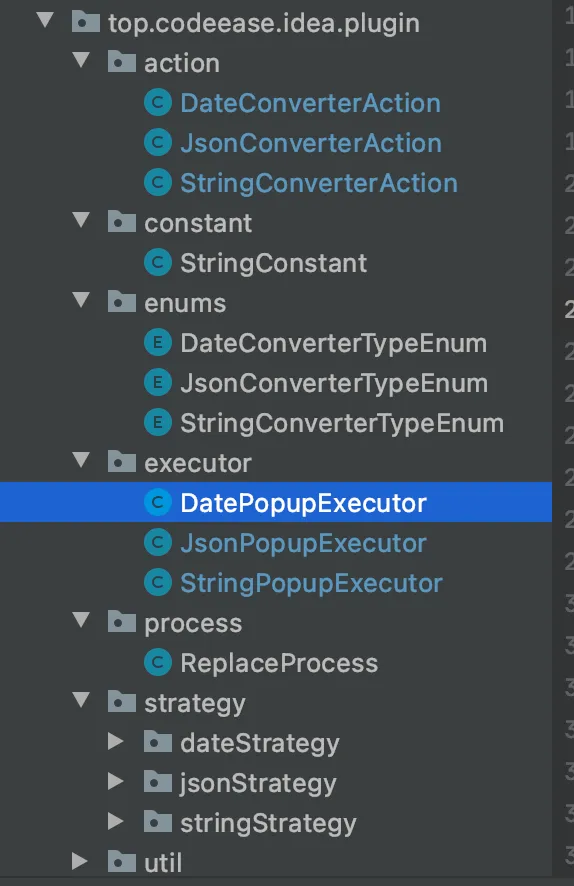 top.codeease.idea.plugin
action
C DateConverterAction
C JsonConverterAction
C StringConverterAction
constant
C StringConstant
enums
E DateConverterTypeEnum
E JsonConverterTypeEnum
E StringConverterTypeEnum
executor
C DatePopupExecutor
C JsonPopupExecutor
C StringPopupExecutor
process
C ReplaceProcess
strategy
dateStrategy
jsonStrategy
stringStrategy
util